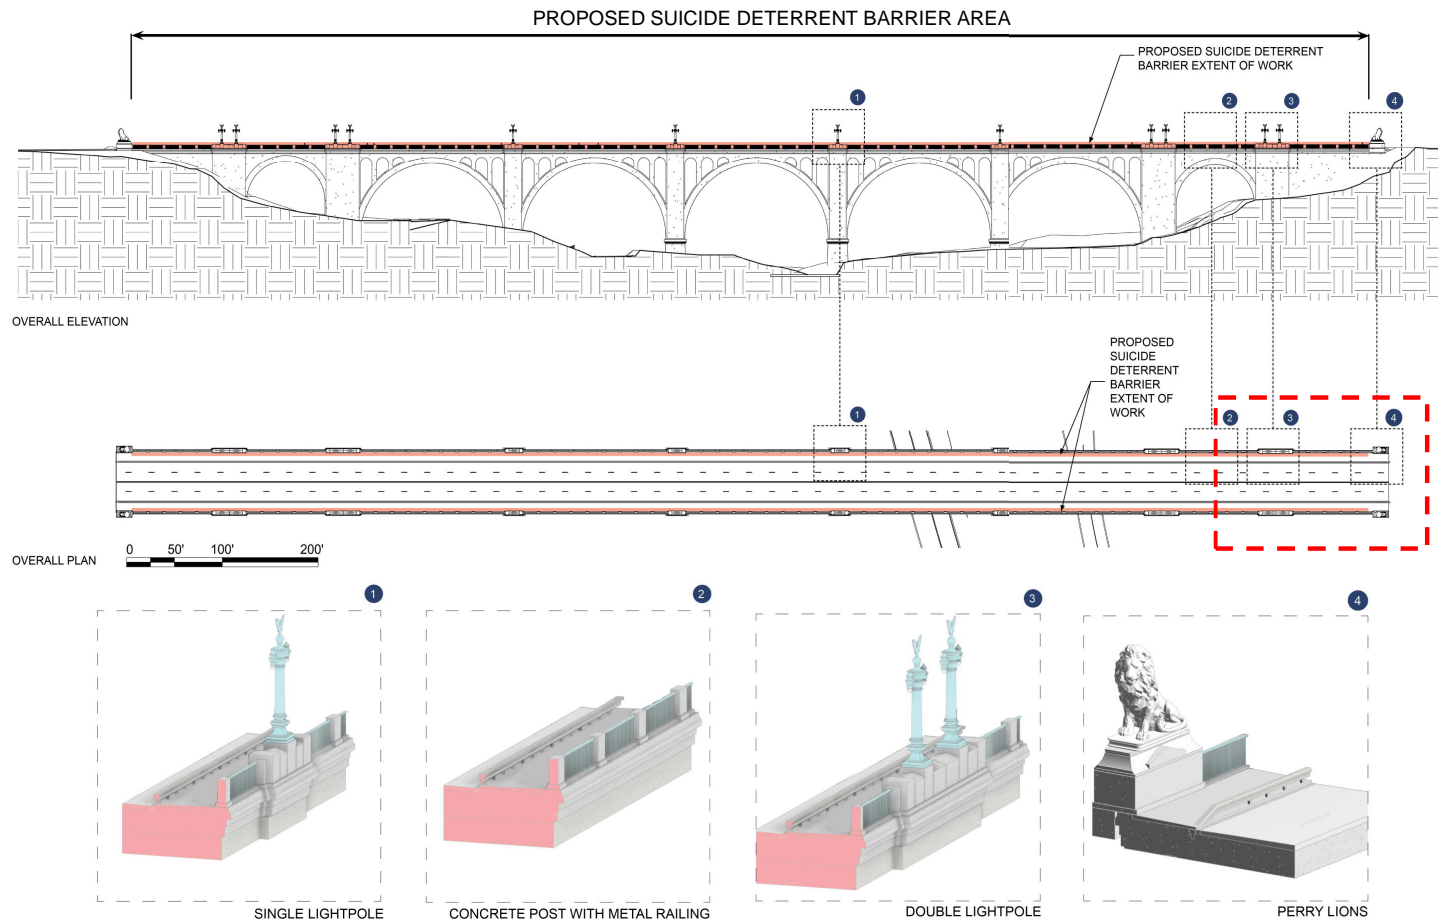 PROPOSED SUICIDE DETERRENT BARRIER AREA
PROPOSED SUICIDE DETERRENT
BARRIER EXTENT OF WORK
1
2
3
4
OVERALL ELEVATION
PROPOSED
SUICIDE
DETERRENT
BARRIER
EXTENT OF
WORK
1
2
3
4
OVERALL PLAN
0 50' 100' 200'
1
2
3
4
SINGLE LIGHTPOLE
CONCRETE POST WITH METAL RAILING
DOUBLE LIGHTPOLE
PERRY LIONS